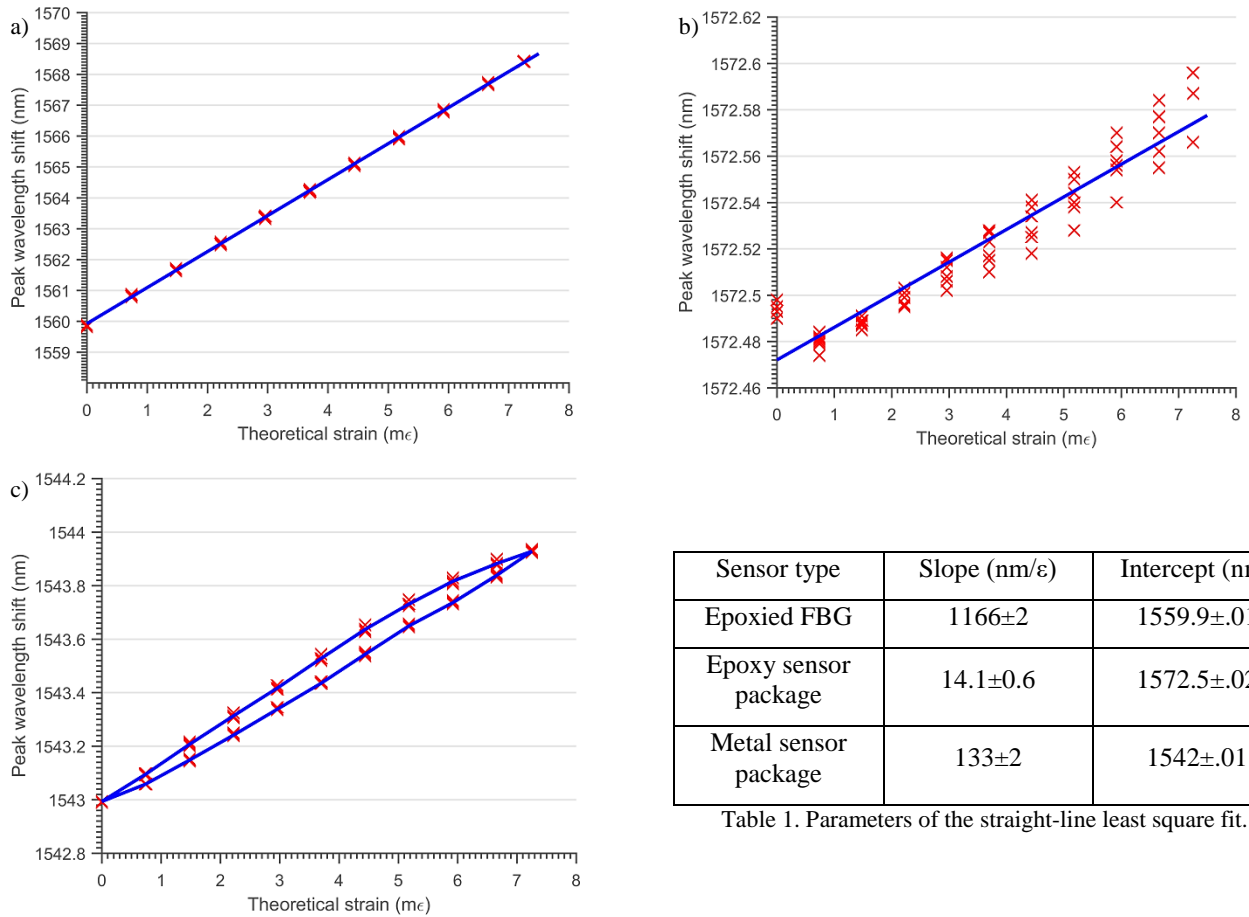 a)
1570
1569
1568
1567
1566
1565
1564
1563
1562
1561
1560
1559
0 1 2 3 4 5 6 7 8
Peak wavelength shift (nm)
Theoretical strain (mϵ)
b)
1572.62
1572.6
1572.58
1572.56
1572.54
1572.52
1572.5
1572.48
1572.46
0 1 2 3 4 5 6 7 8
Peak wavelength shift (nm)
Theoretical strain (mϵ)
c)
1544.2
1544
1543.8
1543.6
1543.4
1543.2
1543
1542.8
0 1 2 3 4 5 6 7 8
Peak wavelength shift (nm)
Theoretical strain (mϵ)
Sensor type Slope (nm/ε) Intercept (n
Epoxied FBG 1166±2 1559.9±.01
Epoxy sensor
package 14.1±0.6 1572.5±.02
Metal sensor
package 133±2 1542±.01
Table 1. Parameters of the straight-line least square fit.